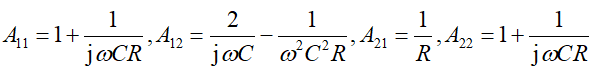 A₁₁ = 1 + 1/(jωCR), A₁₂ = 2/(jωC) − 1/(ω²C²R), A₂₁ = 1/R, A₂₂ = 1 + 1/(jωCR)